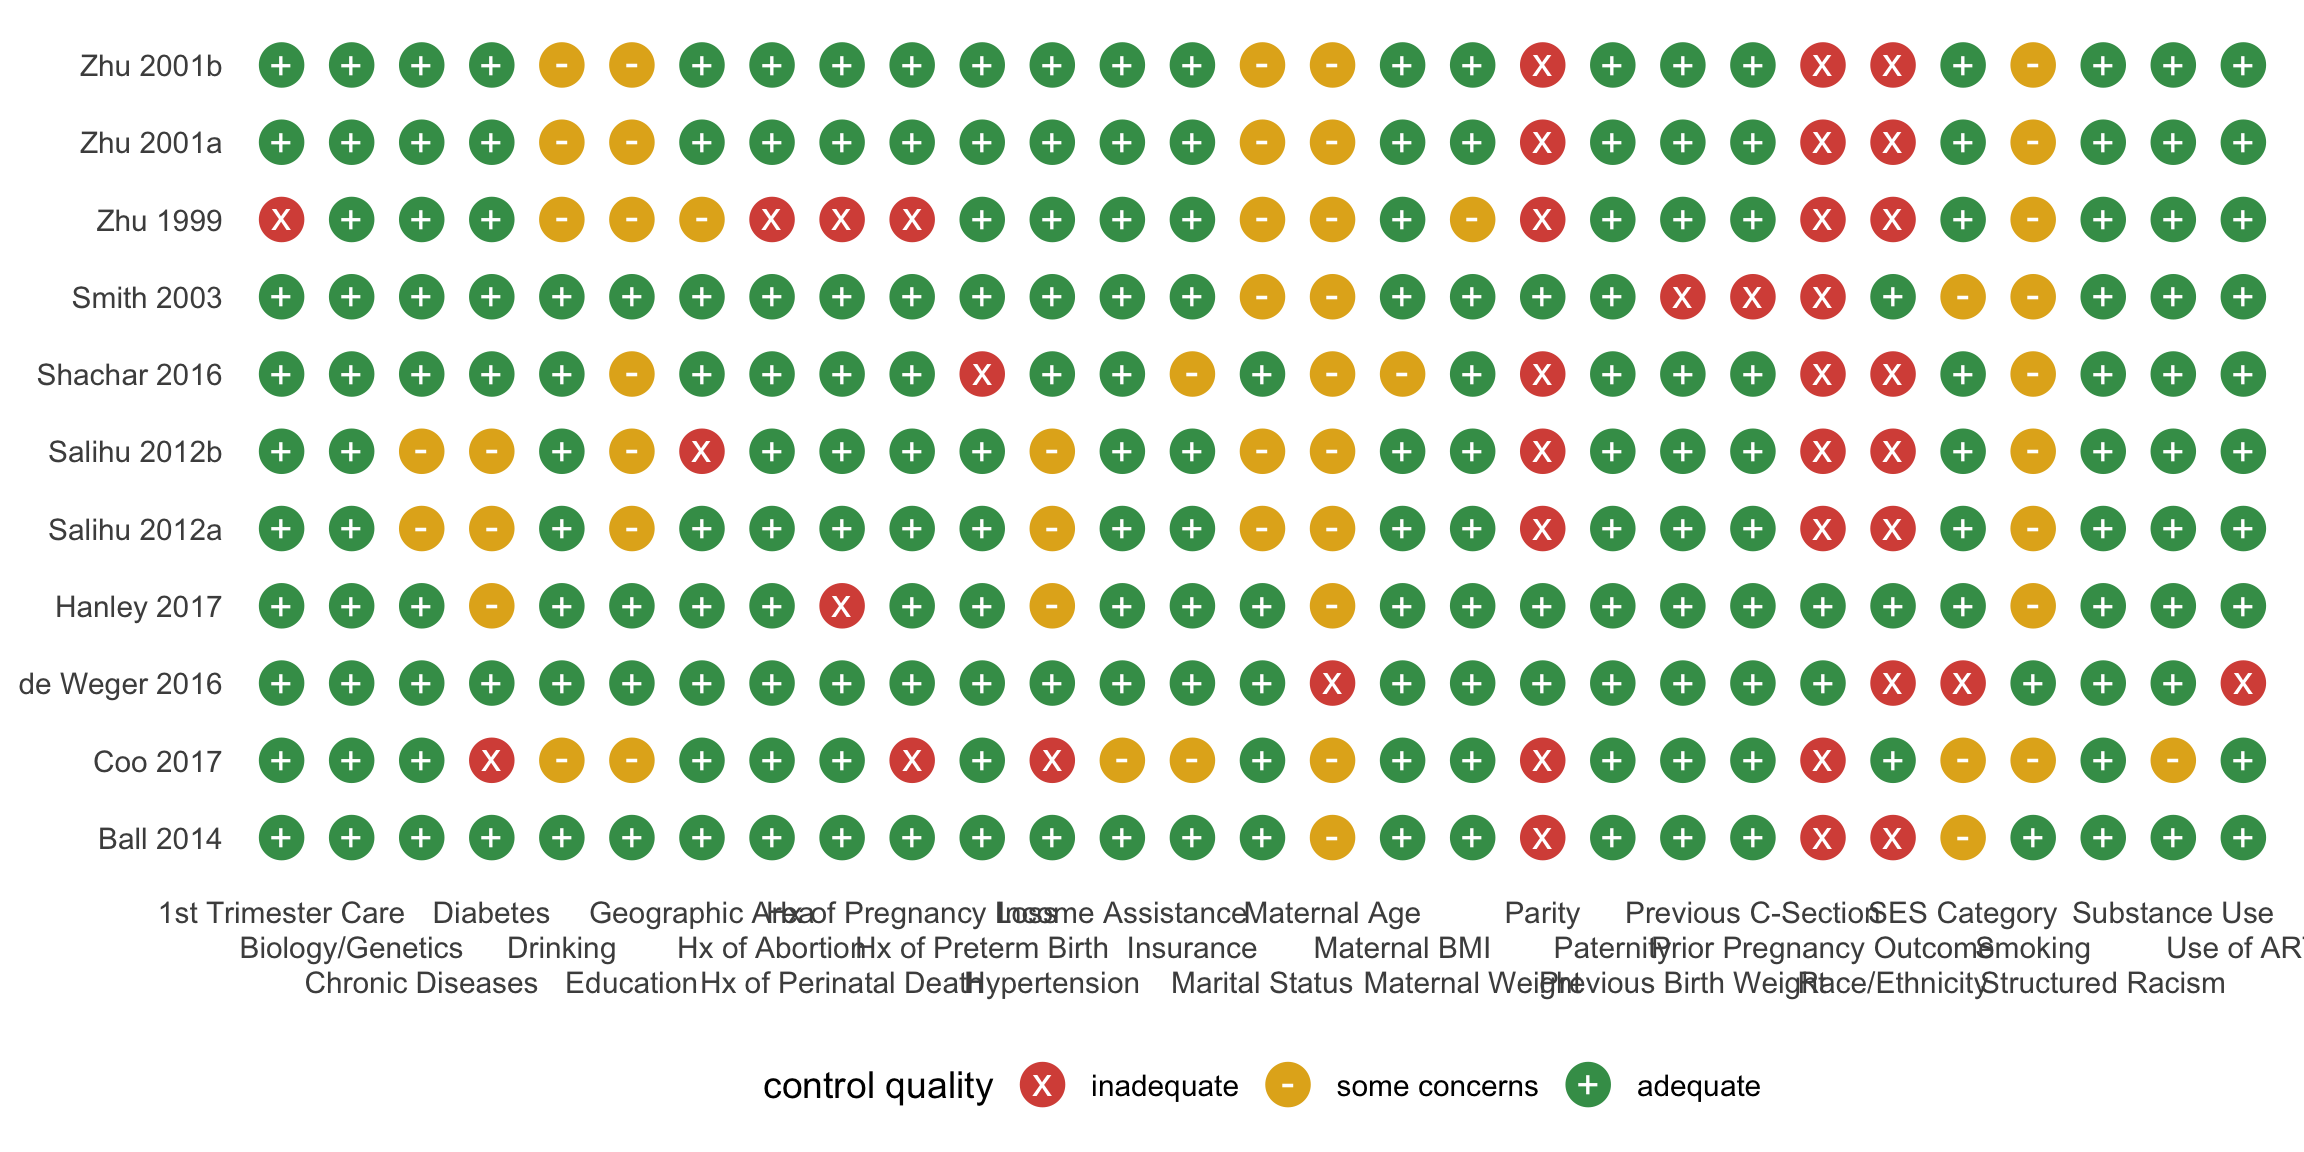 Zhu 2001b + + + + - - + + + + + + + + - - + + x + + + x x + - + + +
Zhu 2001a + + + + - - + + + + + + + + - - + + x + + + x x + - + + +
Zhu 1999 x + + + - - - x x x + + + + - - + - x + + + x x + - + + +
Smith 2003 + + + + + + + + + + + + + + - - + + + + x x x + - - + + +
Shachar 2016 + + + + + - + + + + x + + - + - - + x + + + x x + - + + +
Salihu 2012b + + - - + - x + + + + - + + - - + + x + + + x x + - + + +
Salihu 2012a + + - - + - + + + + + - + + - - + + x + + + x x + - + + +
Hanley 2017 + + + - + + + + x + + - + + + - + + + + + + + + + - + + +
de Weger 2016 + + + + + + + + + + + + + + + x + + + + + + + x x + + + x
Coo 2017 + + + x - - + + + x + x - - + - + + x + + + x + - - + - +
Ball 2014 + + + + + + + + + + + + + + + - + + x + + + x x - + + + +
1st Trimester Care Diabetes Geographic Area Hx of Pregnancy Loss Income Assistance Maternal Age Parity Previous C-Section SES Category Substance Use
Biology/Genetics Drinking Hx of Abortion Hx of Preterm Birth Insurance Maternal BMI Paternity Prior Pregnancy Outcome Smoking Use of ART
Chronic Diseases Education Hx of Perinatal Death Hypertension Marital Status Maternal Weight Previous Birth Weight Race/Ethnicity Structured Racism
control quality x inadequate - some concerns + adequate